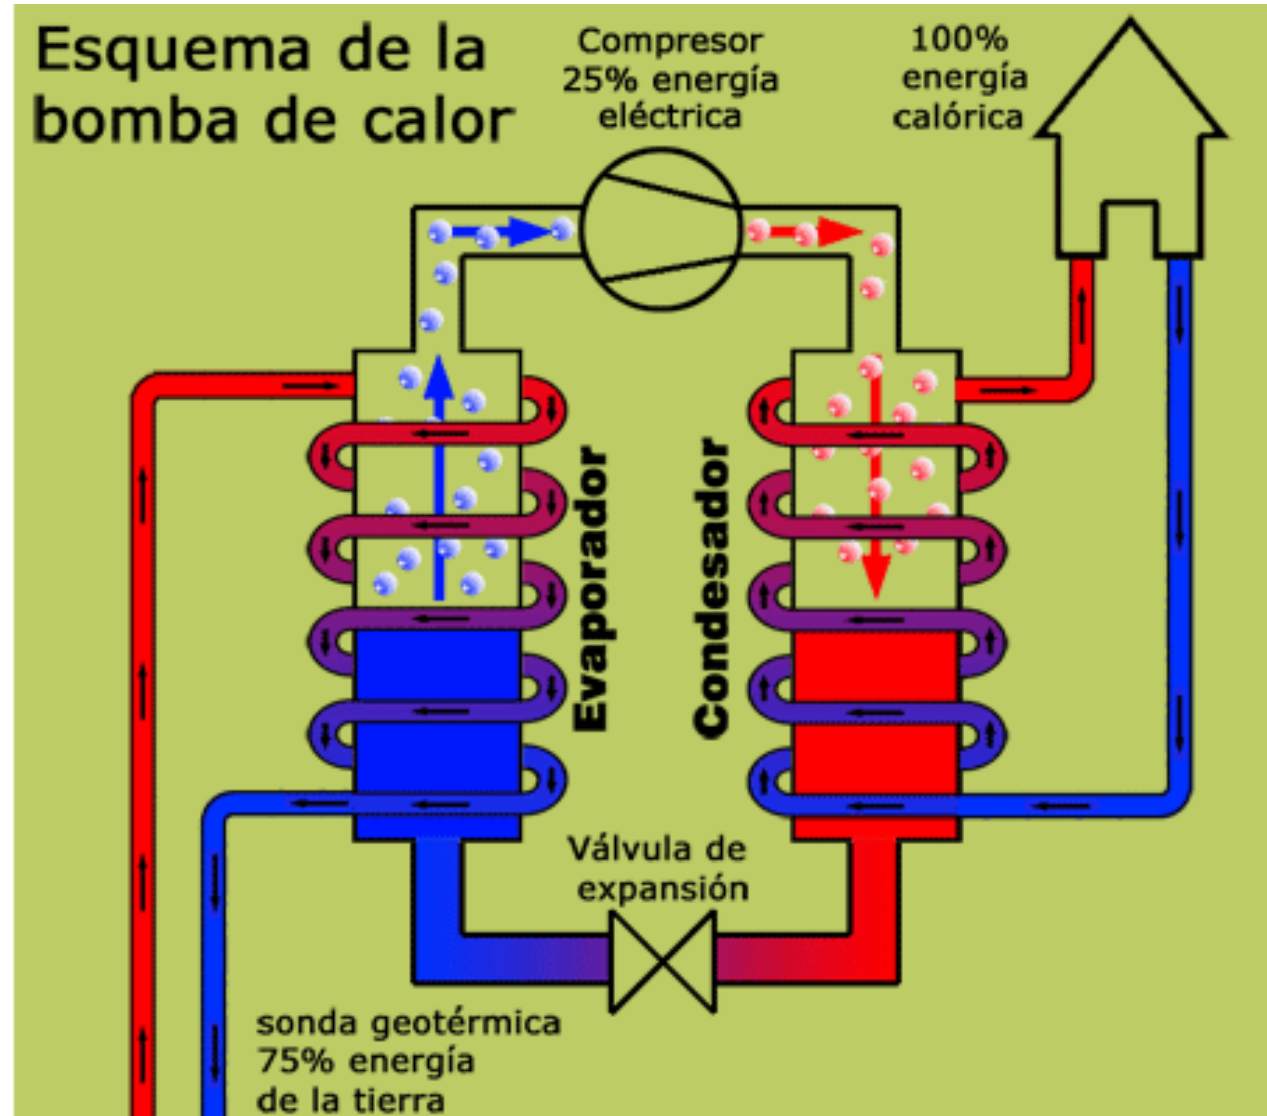 Esquema de la
bomba de calor
Compresor
25% energía
eléctrica
100%
energía
calórica
Evaporador
Condesador
Válvula de
expansión
sonda geotérmica
75% energía
de la tierra